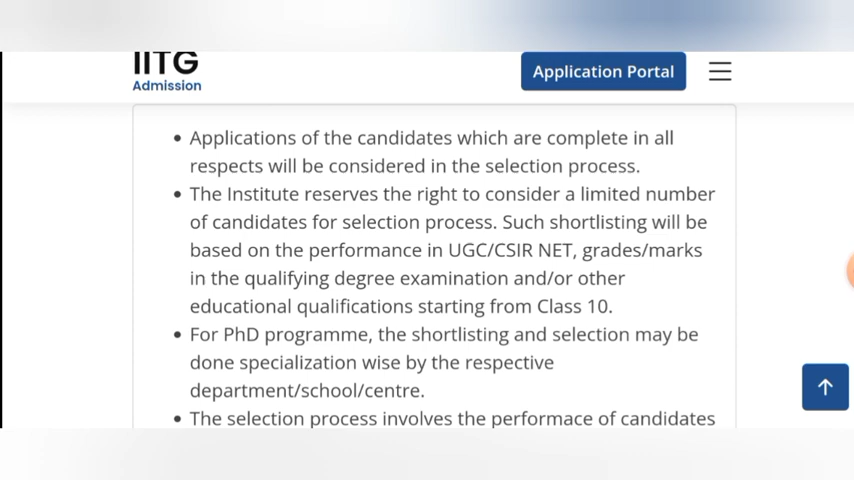 IITG
Admission
Application Portal
Applications of the candidates which are complete in all
respects will be considered in the selection process.
The Institute reserves the right to consider a limited number
of candidates for selection process. Such shortlisting will be
based on the performance in UGC/CSIR NET, grades/marks
in the qualifying degree examination and/or other
educational qualifications starting from Class 10.
For PhD programme, the shortlisting and selection may be
done specialization wise by the respective
department/school/centre.
The selection process involves the performace of candidates